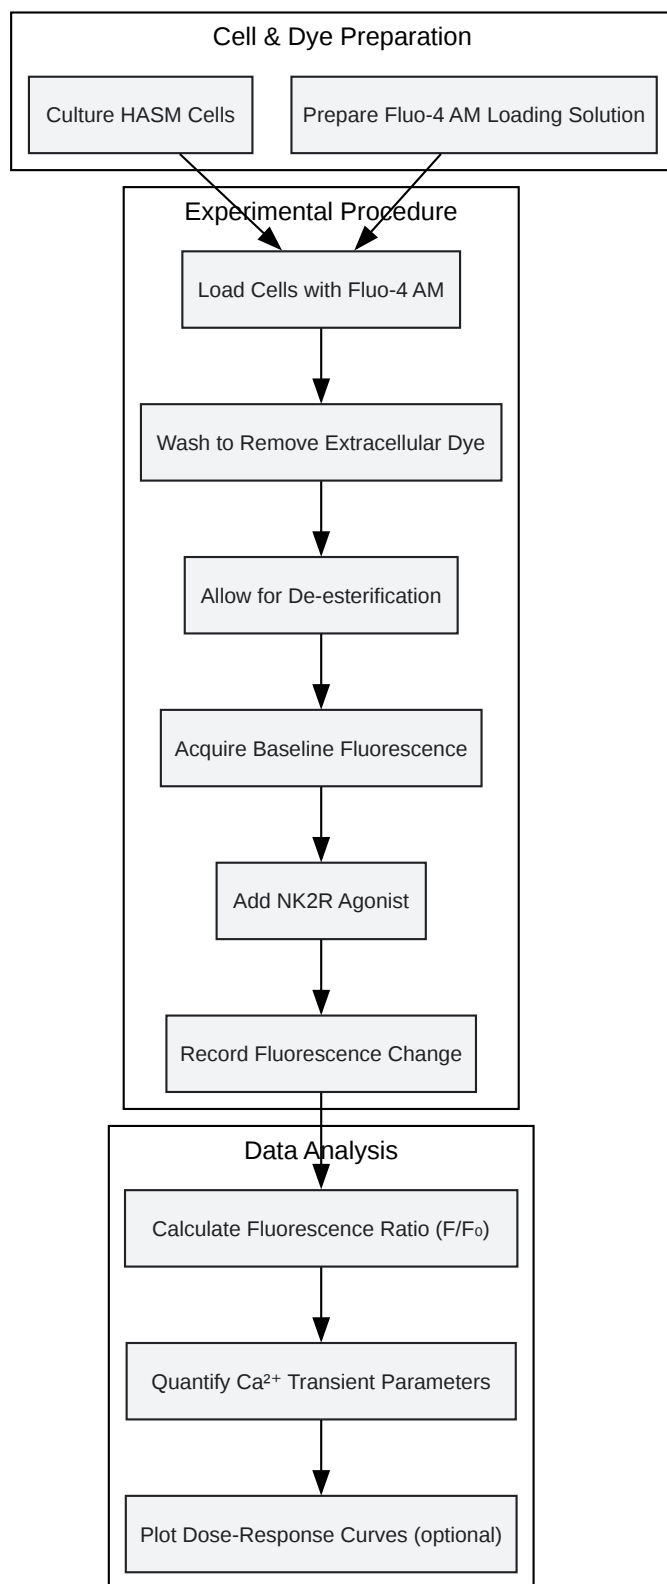 Cell & Dye Preparation
Culture HASM Cells
Prepare Fluo-4 AM Loading Solution
Experimental Procedure
Load Cells with Fluo-4 AM
Wash to Remove Extracellular Dye
Allow for De-esterification
Acquire Baseline Fluorescence
Add NK2R Agonist
Record Fluorescence Change
Data Analysis
Calculate Fluorescence Ratio (F/F₀)
Quantify Ca²⁺ Transient Parameters
Plot Dose-Response Curves (optional)